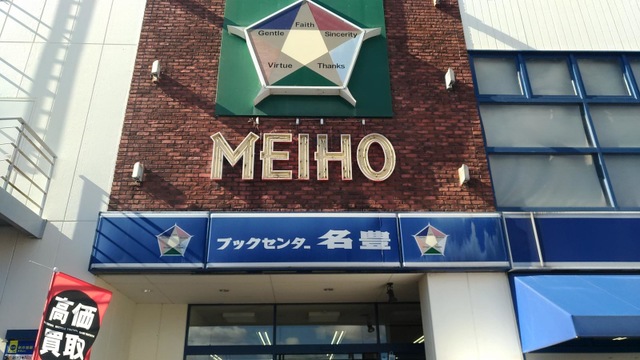 Faith
Gentle
Sincerity
Virtue
Thanks
MEIHO
ブックセンター 名豊
高価
買取